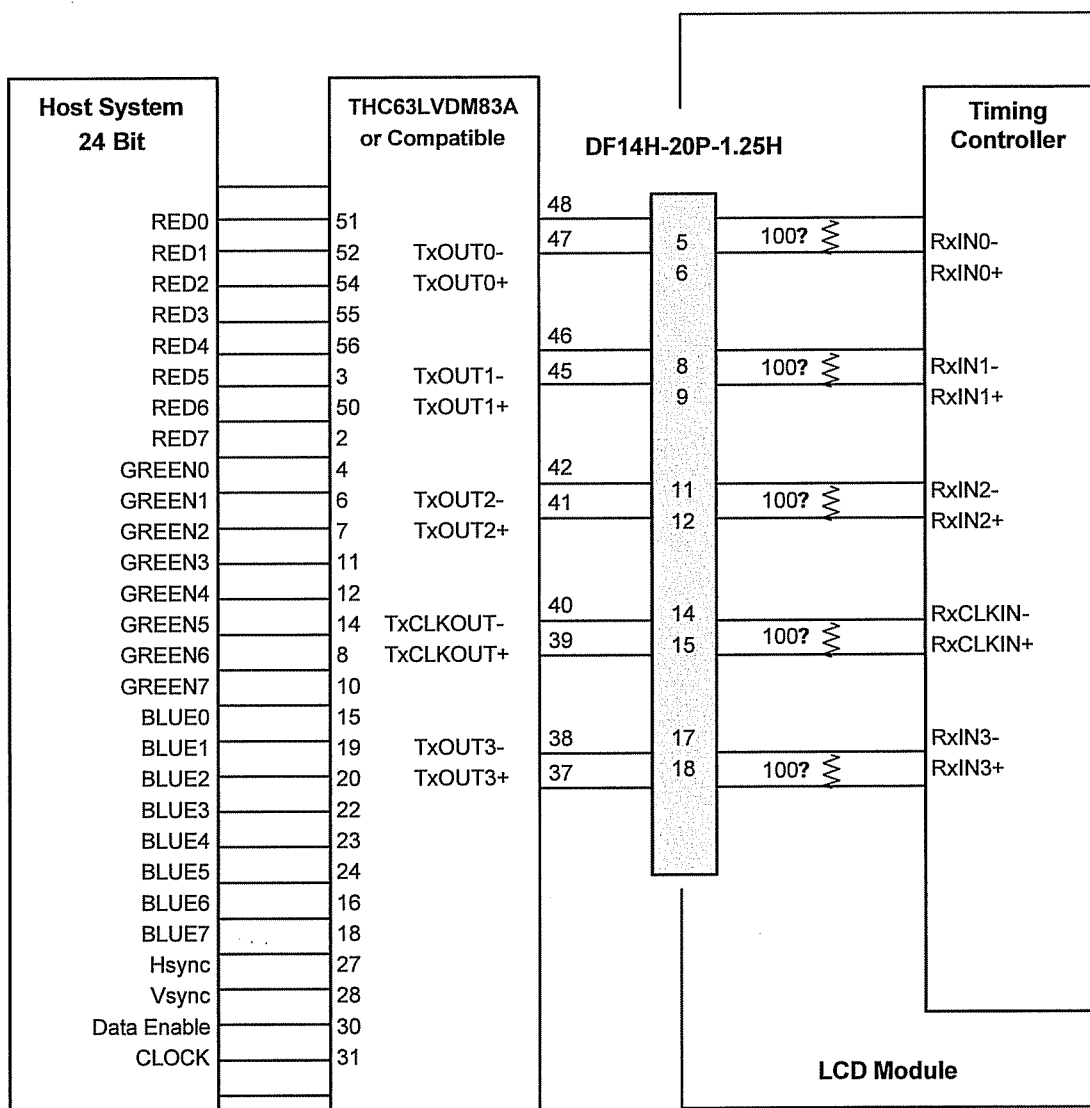 Host System
24 Bit
RED0
RED1
RED2
RED3
RED4
RED5
RED6
RED7
GREEN0
GREEN1
GREEN2
GREEN3
GREEN4
GREEN5
GREEN6
GREEN7
BLUE0
BLUE1
BLUE2
BLUE3
BLUE4
BLUE5
BLUE6
BLUE7
Hsync
Vsync
Data Enable
CLOCK
THC63LVDM83A
or Compatible
51
52 TxOUT0-
54 TxOUT0+
55
56
3 TxOUT1-
50 TxOUT1+
2
4
6 TxOUT2-
7 TxOUT2+
11
12
14 TxCLKOUT-
8 TxCLKOUT+
10
15
19 TxOUT3-
20 TxOUT3+
22
23
24
16
18
27
28
30
31
48
47
46
45
42
41
40
39
38
37
DF14H-20P-1.25H
5
6
8
9
11
12
14
15
17
18
100?
100?
100?
100?
100?
Timing
Controller
RxIN0-
RxIN0+
RxIN1-
RxIN1+
RxIN2-
RxIN2+
RxCLKIN-
RxCLKIN+
RxIN3-
RxIN3+
LCD Module